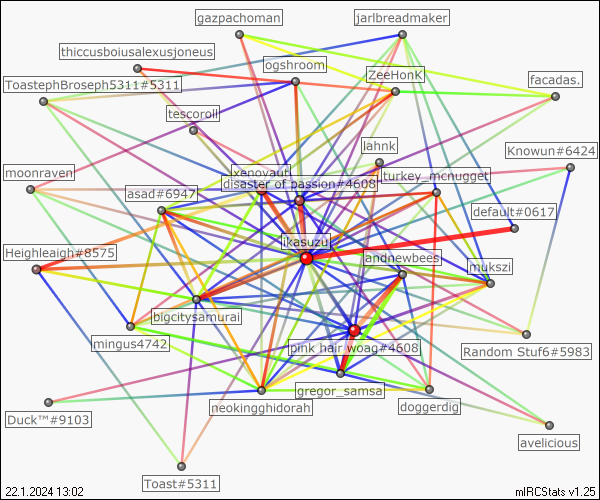 gazpachoman
jarlbreadmaker
thiccusboiusalexusjoneus
ogshroom
ZeeHonk
ToastephBroseph5311#5311
facadas.
tescoroll
lahnk
Knowun#6424
moonraven
xenovaut
turkey_mcnugget
disaster of passion#4608
asad#6947
default#0617
ikasuzu
Heighleaigh#8575
andnewbees
mukszi
bigcitysamurai
mingus4742
pink hair woag#4608
Random Stuf6#5983
gregor_samsa
neokingghidorah
doggerdig
Duck™#9103
avelicious
Toast#5311
22.1.2024 13:02
mIRCStats v1.25